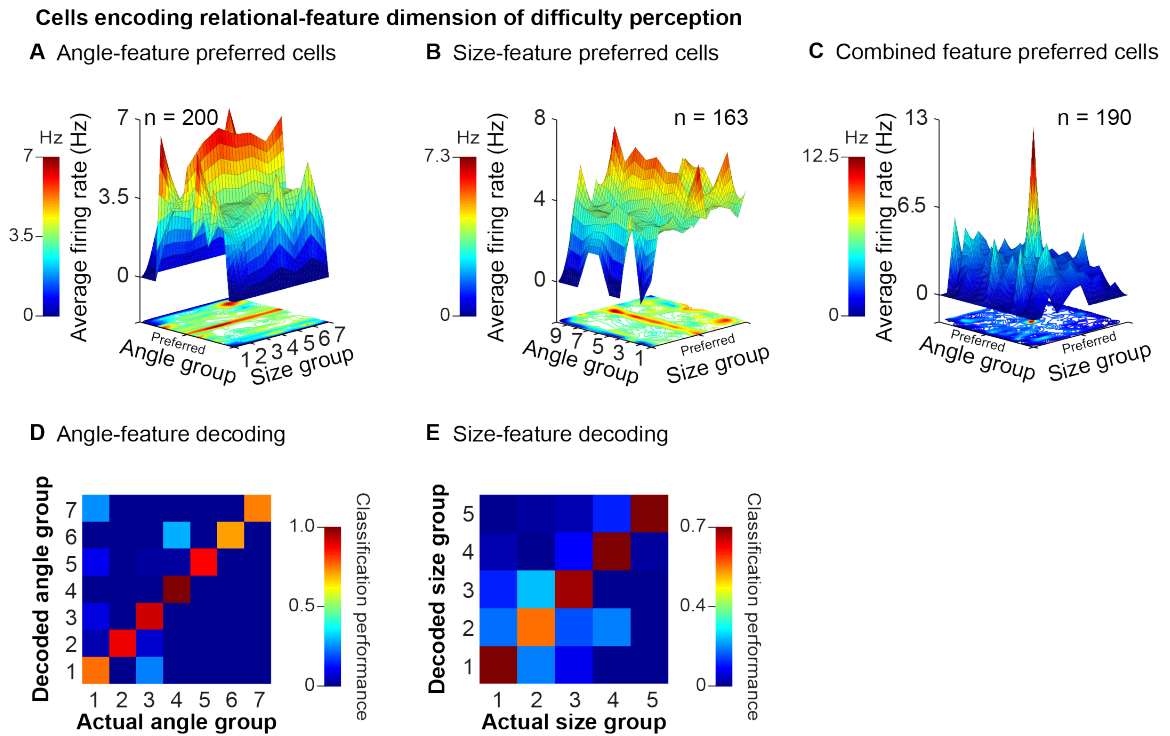 Cells encoding relational-feature dimension of difficulty perception
A Angle-feature preferred cells
B Size-feature preferred cells
C Combined feature preferred cells
Hz
7
3.5
0
Average firing rate (Hz)
7
3.5
0
n = 200
Preferred
Angle group
1 2 3 4 5 6 7
Size group
Hz
7.3
0
Average firing rate (Hz)
8
4
0
n = 163
9 7 5 3 1
Angle group
Preferred
Size group
Hz
12.5
0
Average firing rate (Hz)
13
6.5
0
n = 190
Preferred
Angle group
Preferred
Size group
D Angle-feature decoding
Decoded angle group
7
6
5
4
3
2
1
1 2 3 4 5 6 7
Actual angle group
1.0
0.5
0
Classification performance
E Size-feature decoding
Decoded size group
5
4
3
2
1
1 2 3 4 5
Actual size group
0.7
0.4
0
Classification performance